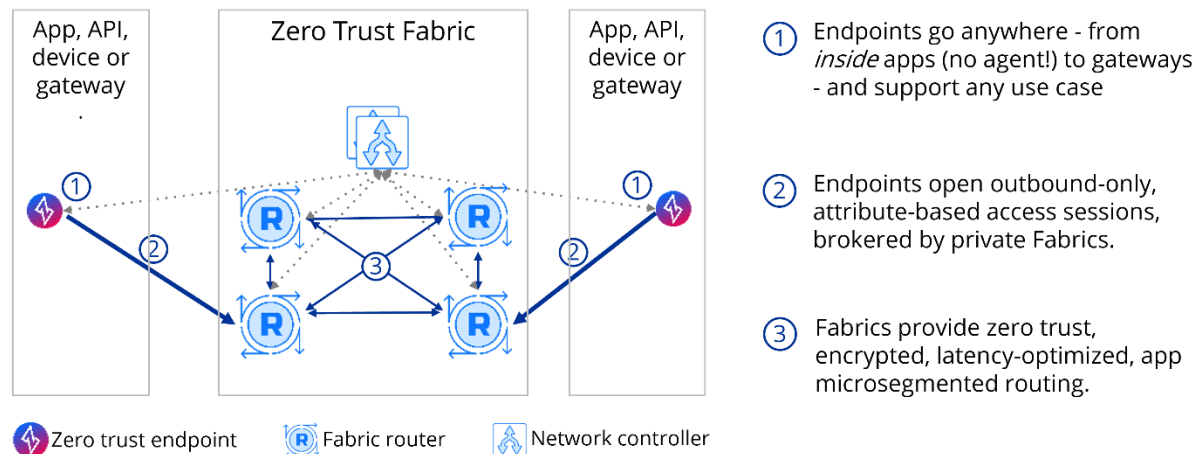 App, API,
device or
gateway
.
Zero Trust Fabric
App, API,
device or
gateway
1
2
R
R
3
R
R
1
2
1
Endpoints go anywhere - from
inside apps (no agent!) to gateways
- and support any use case
2
Endpoints open outbound-only,
attribute-based access sessions,
brokered by private Fabrics.
3
Fabrics provide zero trust,
encrypted, latency-optimized, app
microsegmented routing.
Zero trust endpoint
R
Fabric router
Network controller